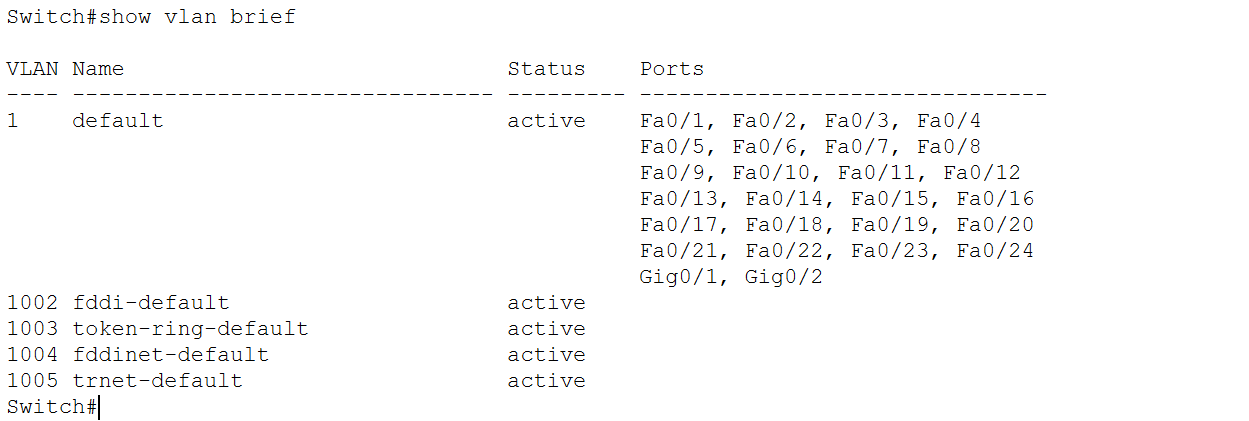 Switch#show vlan brief
VLAN Name                             Status    Ports
---- -------------------------------- --------- -------------------------------
1    default                          active    Fa0/1, Fa0/2, Fa0/3, Fa0/4
                                                Fa0/5, Fa0/6, Fa0/7, Fa0/8
                                                Fa0/9, Fa0/10, Fa0/11, Fa0/12
                                                Fa0/13, Fa0/14, Fa0/15, Fa0/16
                                                Fa0/17, Fa0/18, Fa0/19, Fa0/20
                                                Fa0/21, Fa0/22, Fa0/23, Fa0/24
                                                Gig0/1, Gig0/2
1002 fddi-default                     active
1003 token-ring-default               active
1004 fddinet-default                  active
1005 trnet-default                    active
Switch#